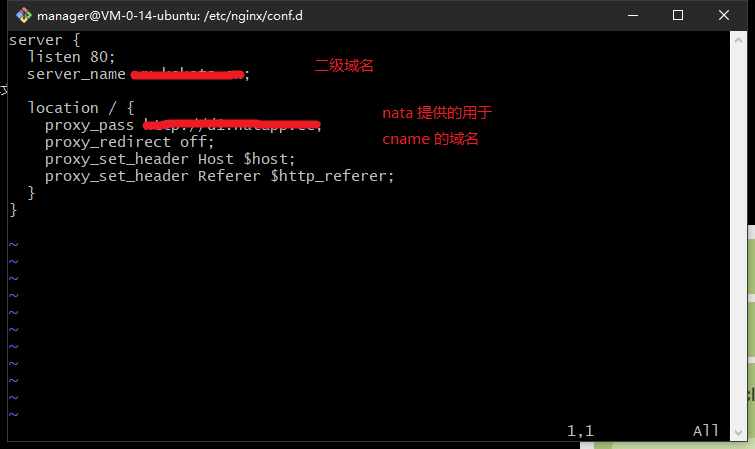 manager@VM-0-14-ubuntu: /etc/nginx/conf.d
server {
listen 80;
server_name ;
二级域名
location / {
proxy_pass
nata 提供的用于
cname 的域名
proxy_redirect off;
proxy_set_header Host $host;
proxy_set_header Referer $http_referer;
}
}
~
~
~
~
~
~
~
~
~
~
~
1,1 All